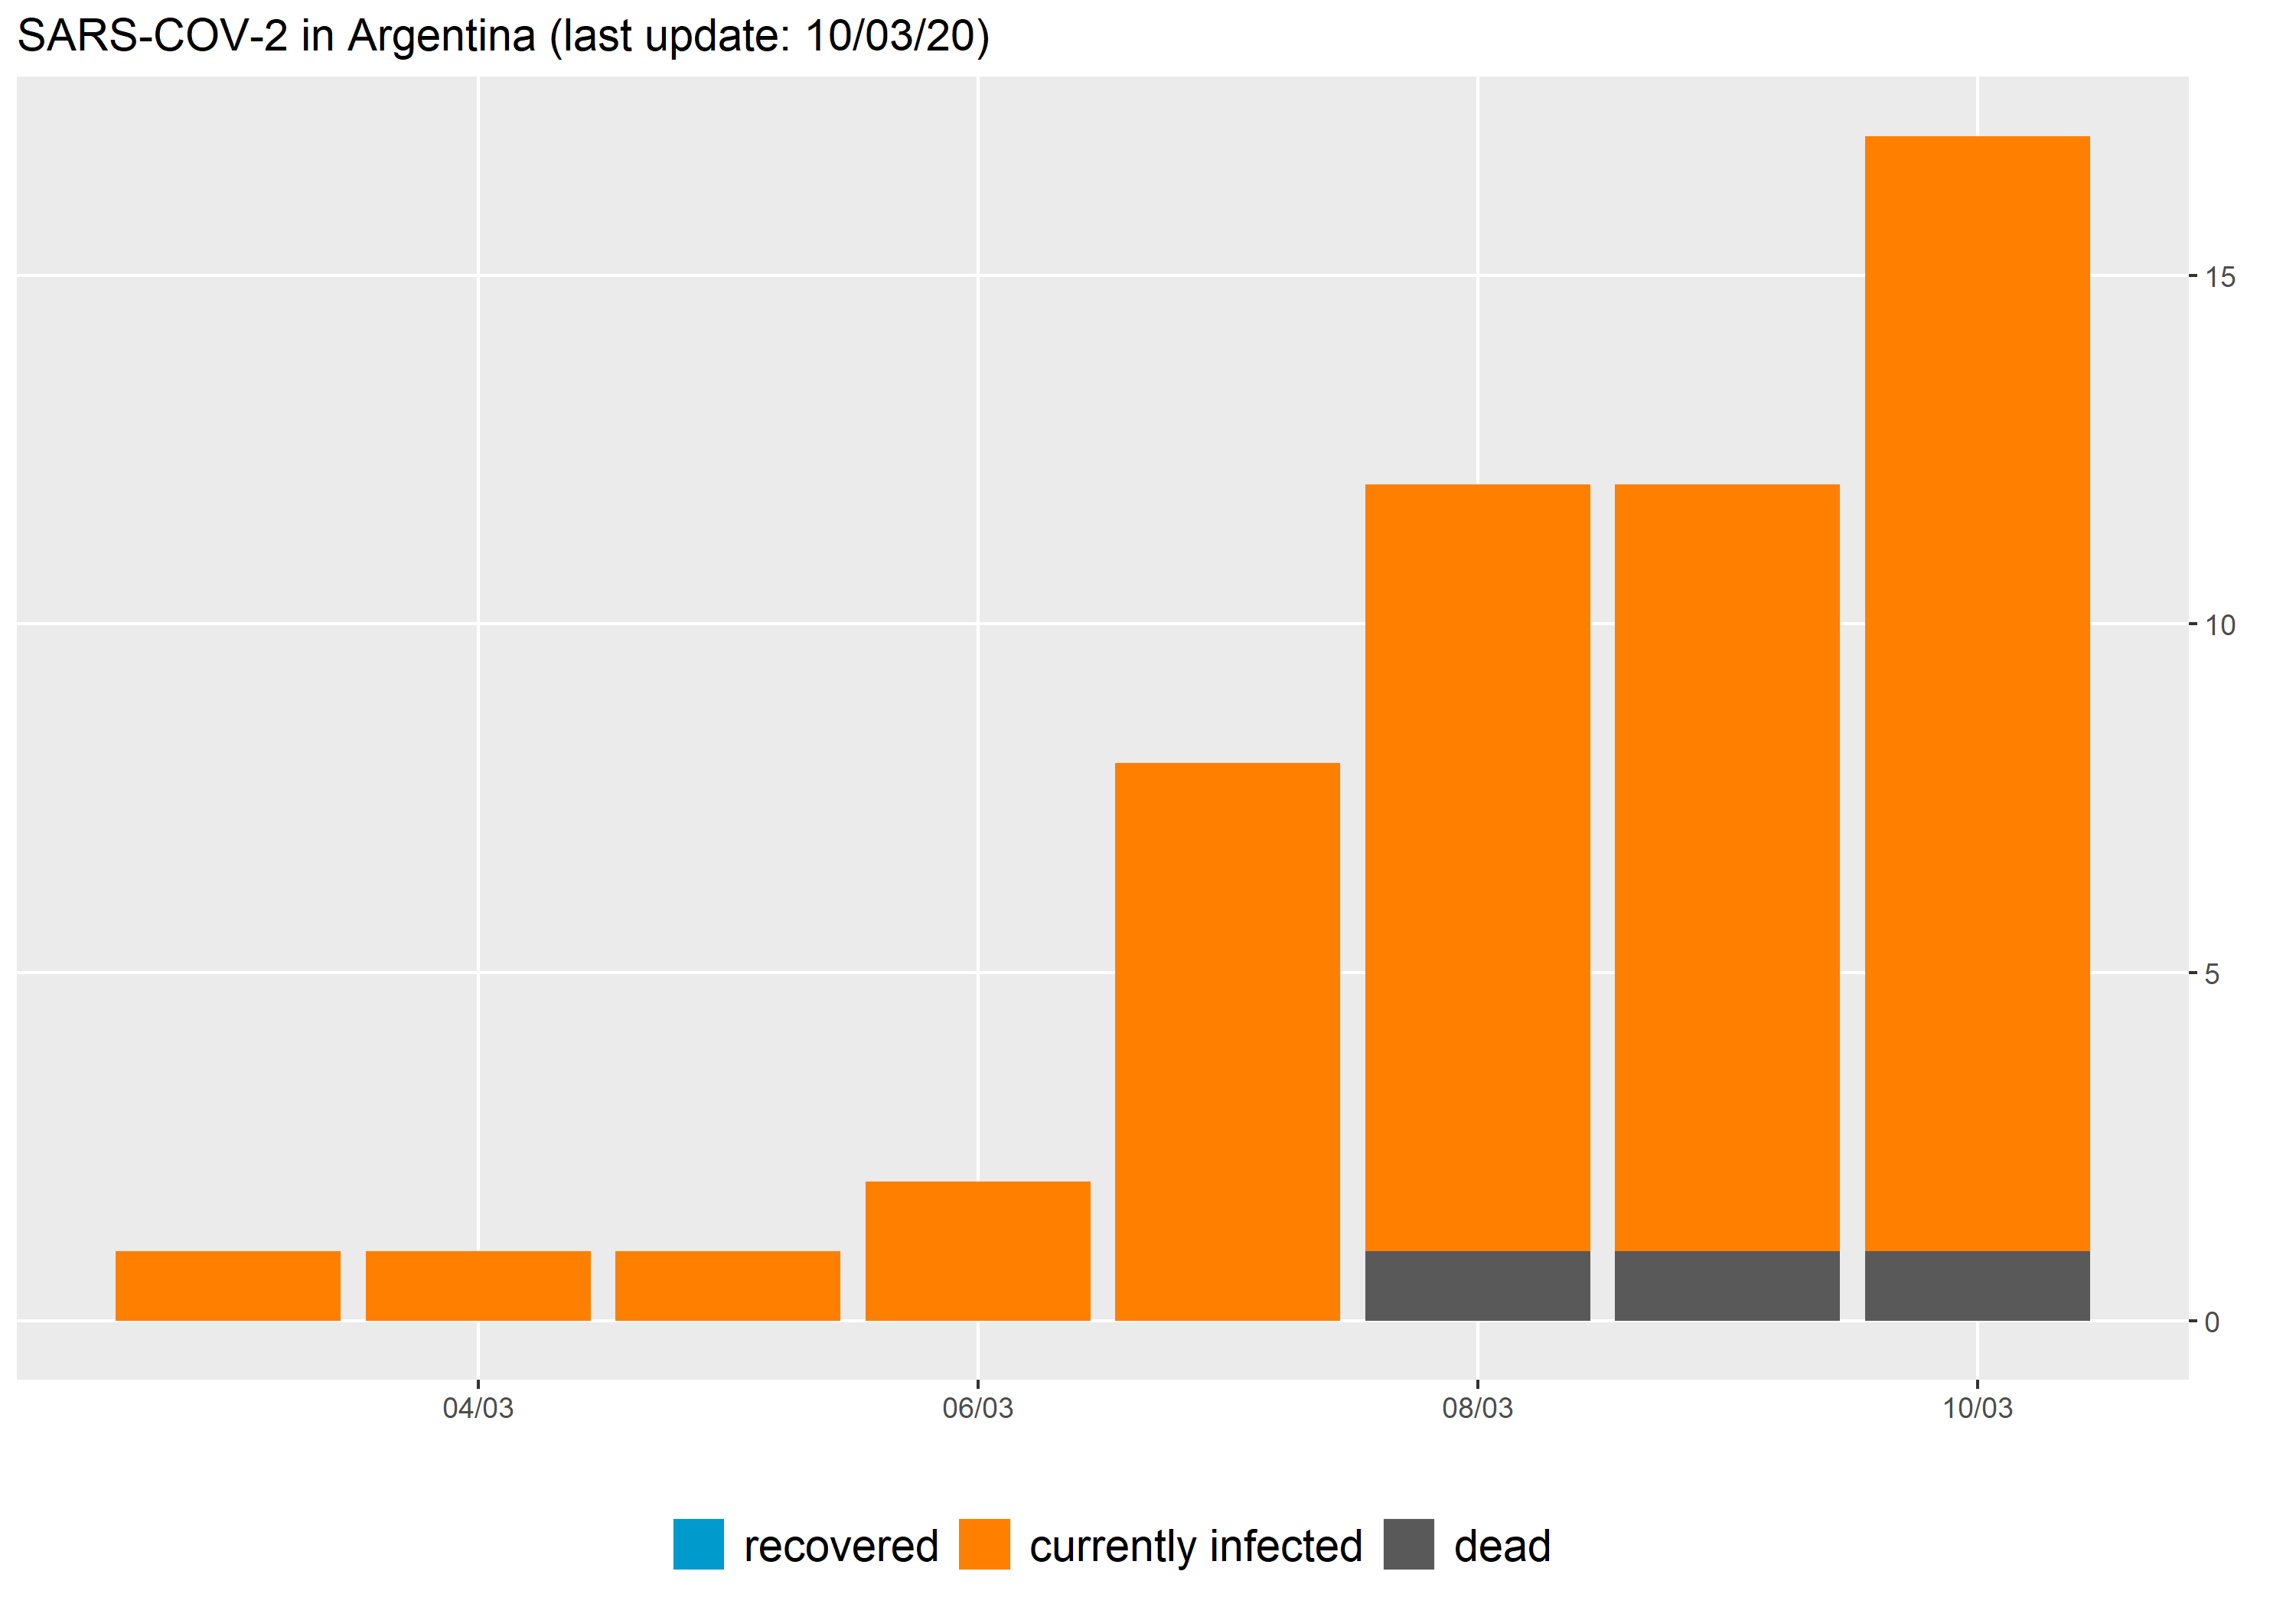 SARS-COV-2 in Argentina (last update: 10/03/20)
15
10
5
0
04/03 06/03 08/03 10/03
recovered currently infected dead